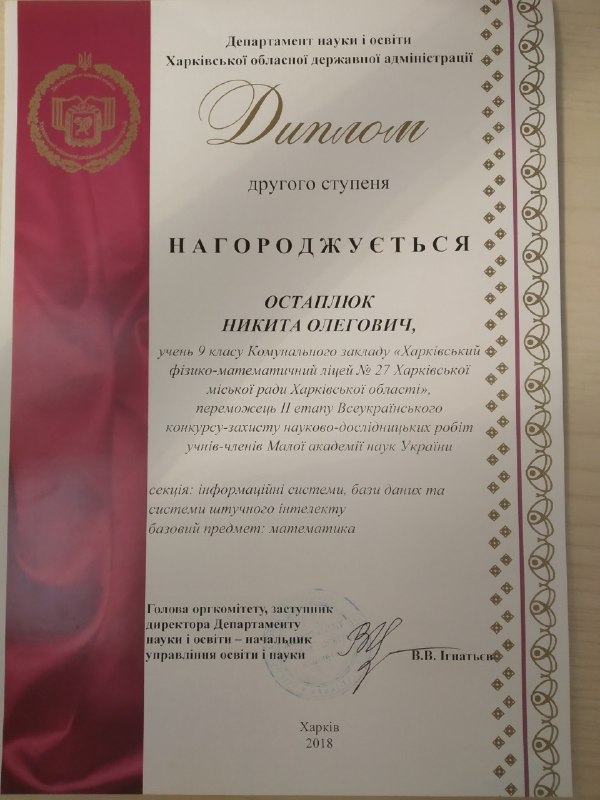 Департамент науки і освіти
Харківської обласної державної адміністрації
Диплом
другого ступеня
НАГОРОДЖУЄТЬСЯ
ОСТАПЛЮК
НИКИТА ОЛЕГОВИЧ,
учень 9 класу Комунального закладу «Харківський
фізико-математичний ліцей № 27 Харківської
міської ради Харківської області»,
переможець ІІ етапу Всеукраїнського
конкурсу-захисту науково-дослідницьких робіт
учнів-членів Малої академії наук України
секція: інформаційні системи, бази даних та
системи штучного інтелекту
базовий предмет: математика
Голова оргкомітету, заступник
директора Департаменту
науки і освіти – начальник
управління освіти і науки
В.В. Ігнатьєв
Харків
2018